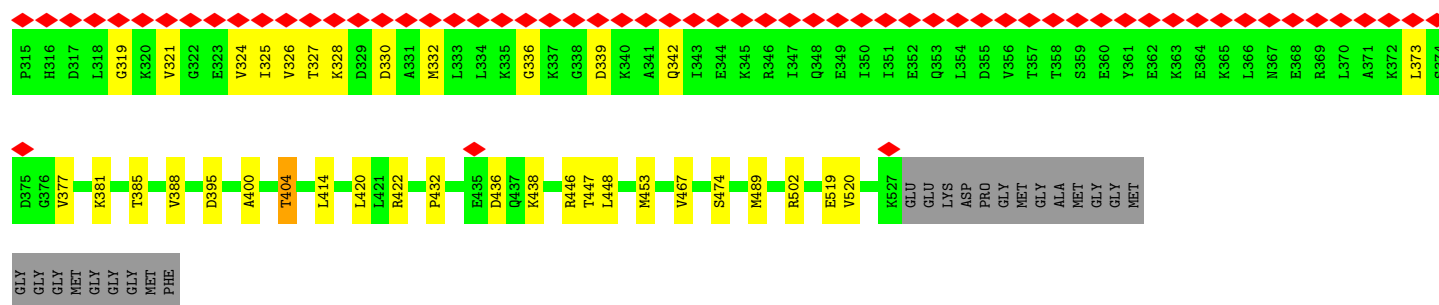 P315 H316 D317 L318 G319 K320 V321 G322 E323 V324 I325 V326 T327 K328 D329 D330 A331 M332 L333 L334 K335 G336 K337 G338 D339 K340 A341 Q342 I343 E344 K345 R346 I347 Q348 E349 I350 I351 E352 Q353 L354 D355 V356 T357 T358 S359 E360 Y361 E362 K363 E364 K365 L366 N367 E368 R369 L370 A371 K372 L373 S374
D375 G376 V377 K381 T385 V388 D395 A400 T404 L414 L420 L421 R422 P432 E435 D436 Q437 K438 R446 T447 L448 M453 V467 S474 M489 R502 E519 V520 K527 GLU GLU LYS ASP PRO GLY MET GLY ALA MET GLY GLY MET
GLY GLY GLY MET GLY GLY GLY MET PHE